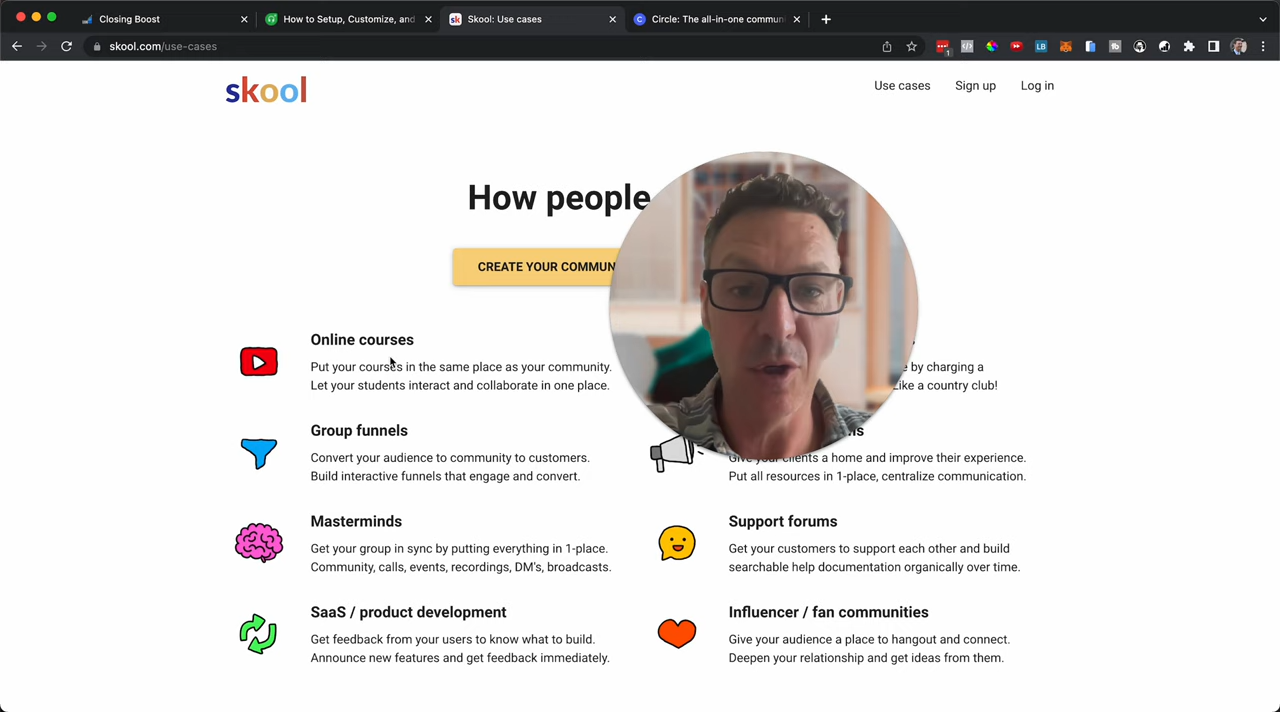 Closing Boost
How to Setup, Customize, and
Skool: Use cases
Circle: The all-in-one communi
skool.com/use-cases
1
LB
skool
Use cases
Sign up
Log in
How people
CREATE YOUR COMMUN
Online courses
Put your courses in the same place as your community.
Let your students interact and collaborate in one place.
e by charging a
Like a country club!
Group funnels
Convert your audience to community to customers.
Build interactive funnels that engage and convert.
Give your clients a home and improve their experience.
Put all resources in 1-place, centralize communication.
Masterminds
Get your group in sync by putting everything in 1-place.
Community, calls, events, recordings, DM's, broadcasts.
Support forums
Get your customers to support each other and build
searchable help documentation organically over time.
SaaS / product development
Get feedback from your users to know what to build.
Announce new features and get feedback immediately.
Influencer / fan communities
Give your audience a place to hangout and connect.
Deepen your relationship and get ideas from them.